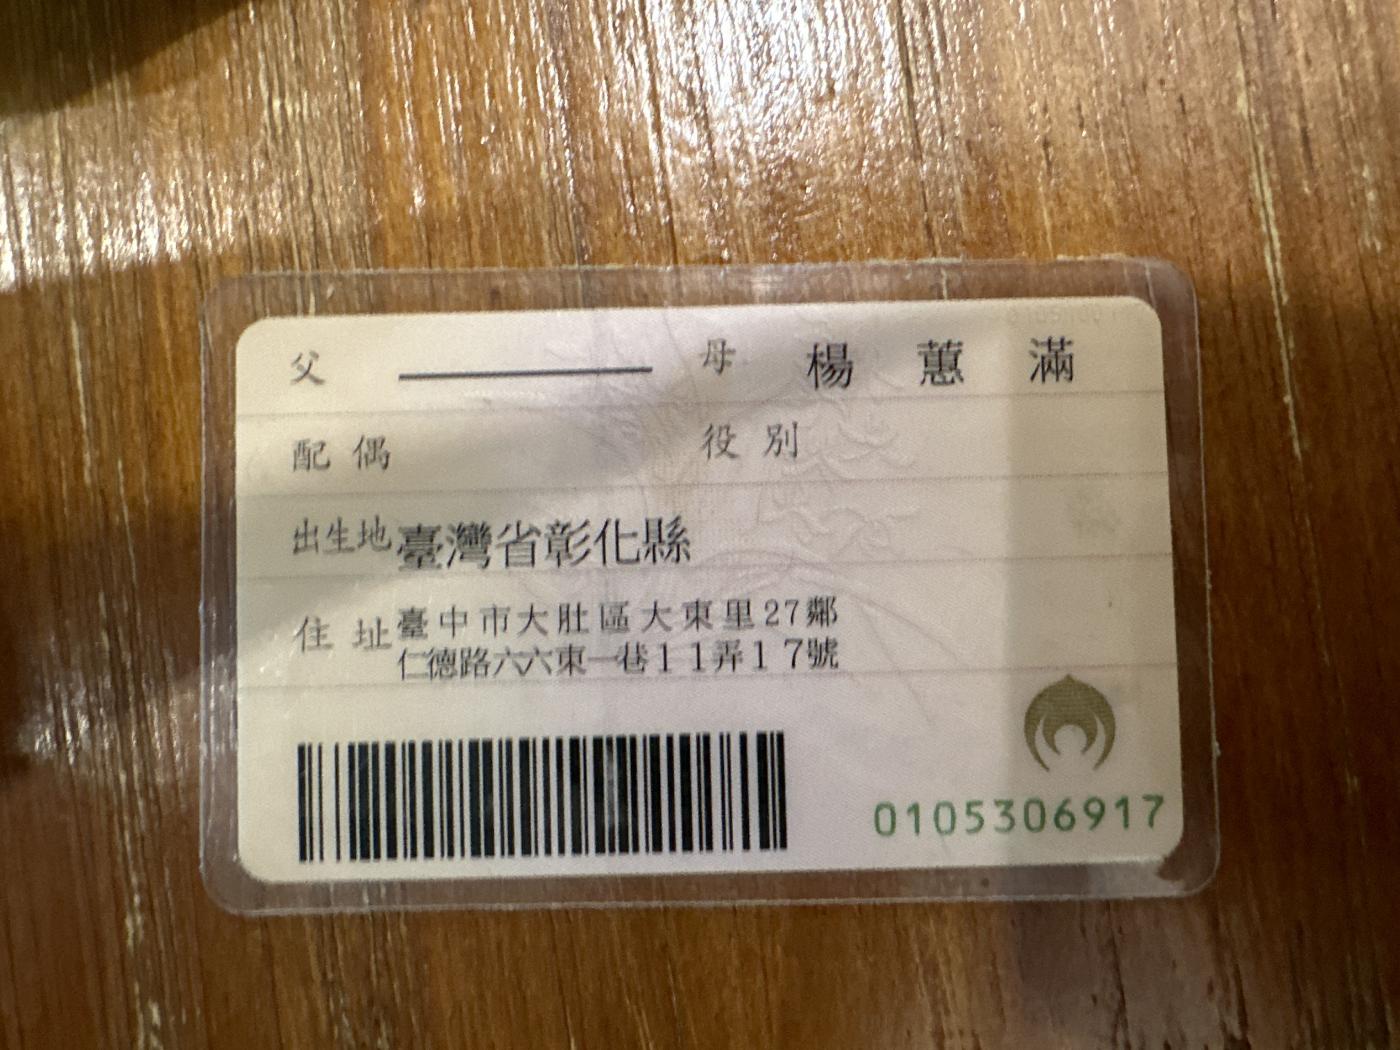 父 母 楊蕙滿
配偶 役別
出生地 臺灣省彰化縣
住址 臺中市大肚區大東里27鄰
仁德路六六東一巷11弄17號
0105306917